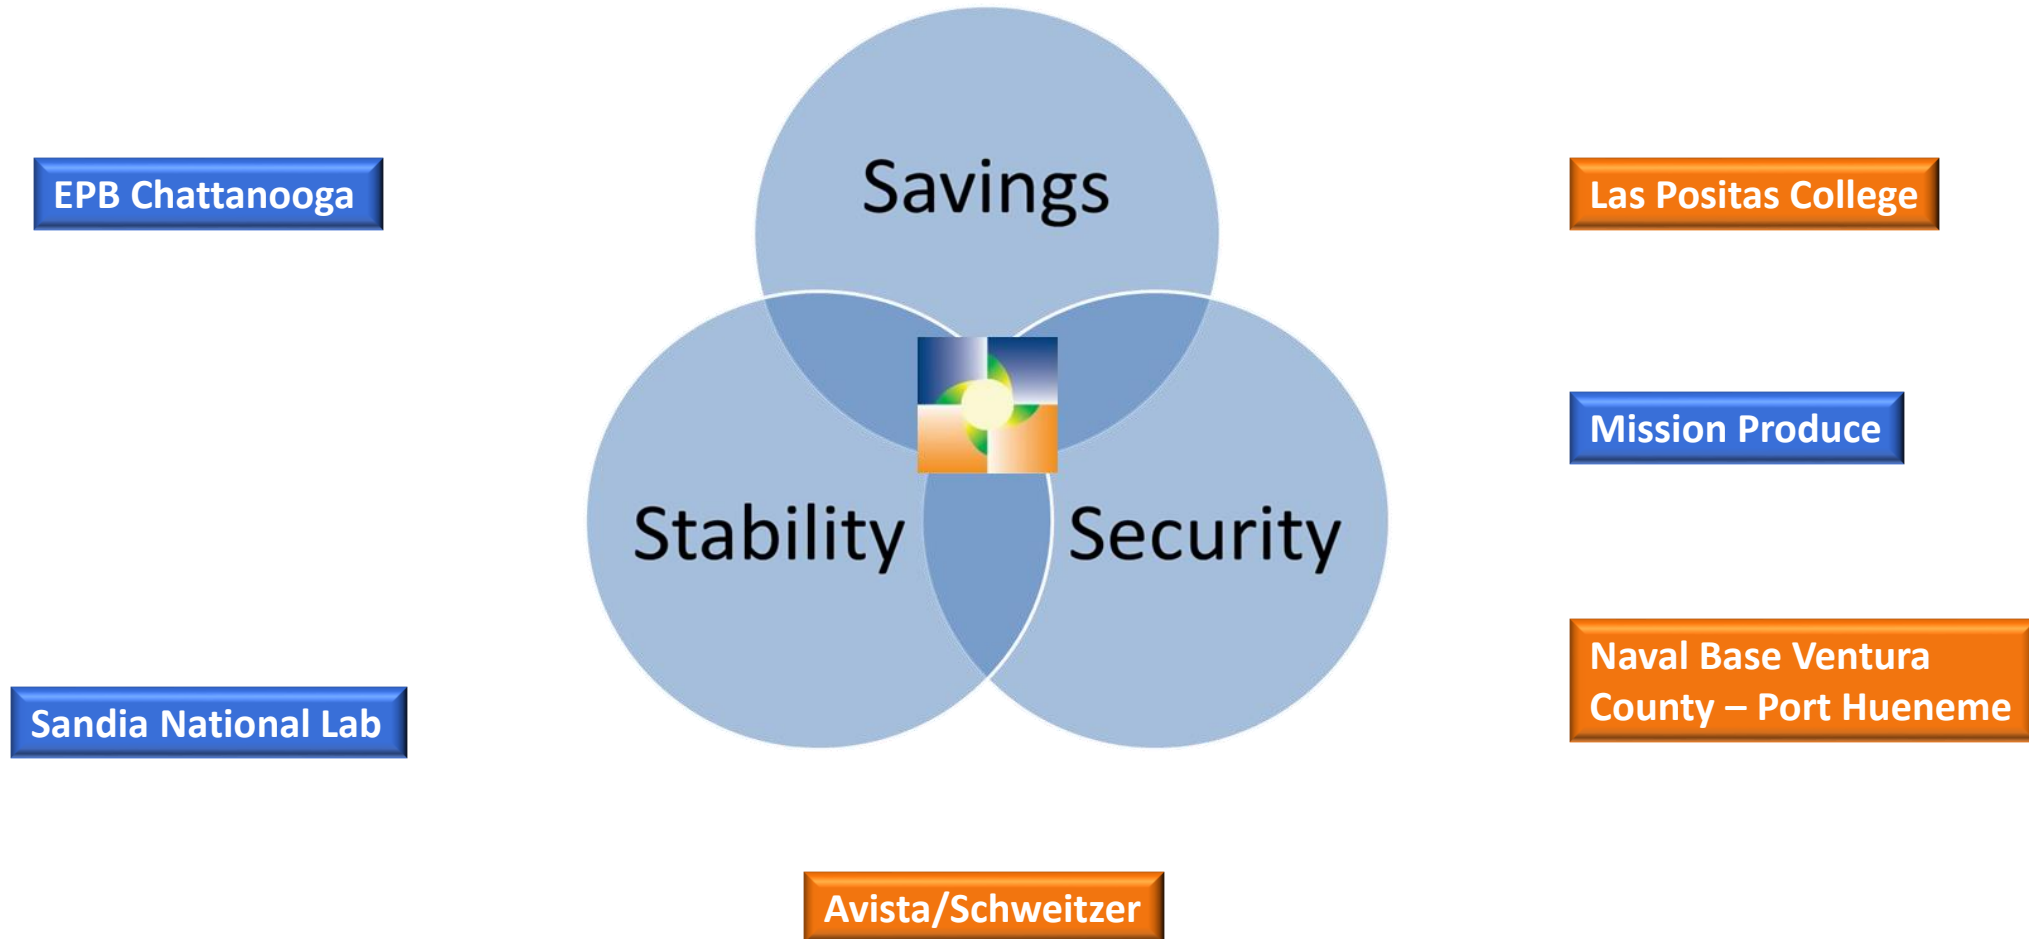 Savings
EPB Chattanooga
Las Positas College
Mission Produce
Stability
Security
Naval Base Ventura
County – Port Hueneme
Sandia National Lab
Avista/Schweitzer